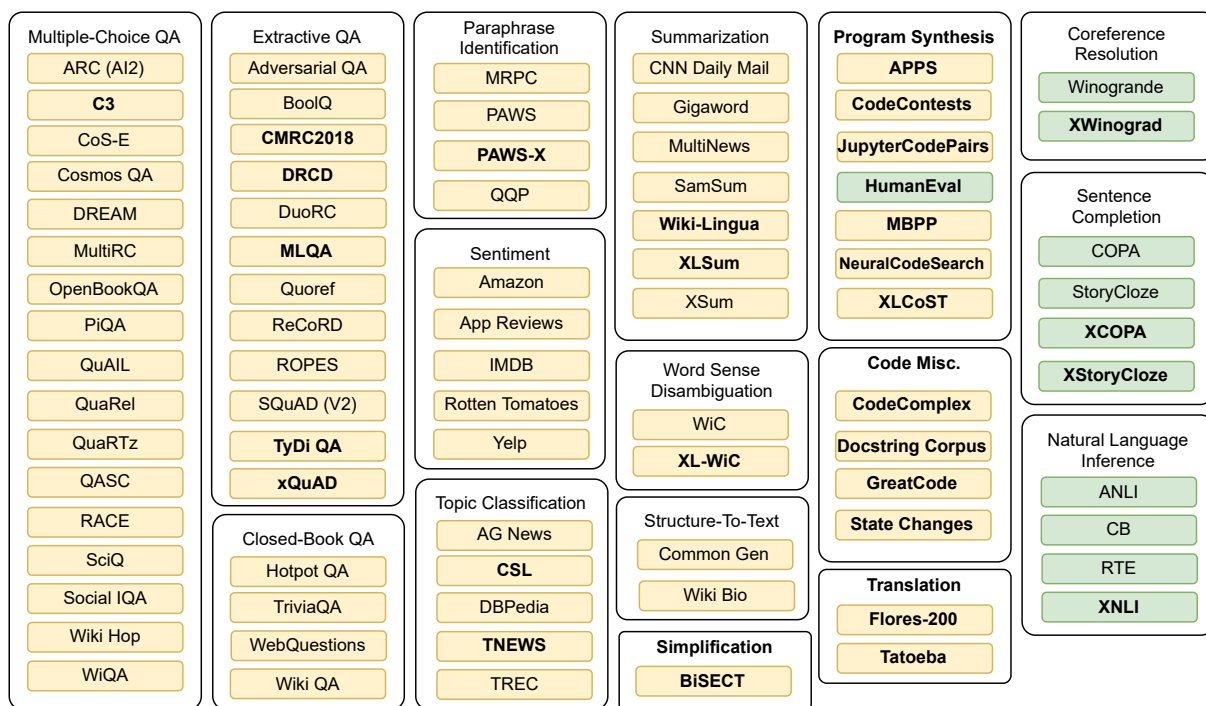 Multiple-Choice QA
ARC (AI2)
C3
CoS-E
Cosmos QA
DREAM
MultiRC
OpenBookQA
PiQA
QuAIL
QuaRel
QuaRTz
QASC
RACE
SciQ
Social IQA
Wiki Hop
WiQA
Extractive QA
Adversarial QA
BoolQ
CMRC2018
DRCD
DuoRC
MLQA
Quoref
ReCoRD
ROPES
SQuAD (V2)
TyDi QA
xQuAD
Closed-Book QA
Hotpot QA
TriviaQA
WebQuestions
Wiki QA
Paraphrase
Identification
MRPC
PAWS
PAWS-X
QQP
Sentiment
Amazon
App Reviews
IMDB
Rotten Tomatoes
Yelp
Topic Classification
AG News
CSL
DBPedia
TNEWS
TREC
Summarization
CNN Daily Mail
Gigaword
MultiNews
SamSum
Wiki-Lingua
XLSum
XSum
Word Sense
Disambiguation
WiC
XL-WiC
Structure-To-Text
Common Gen
Wiki Bio
Simplification
BiSECT
Program Synthesis
APPS
CodeContests
JupyterCodePairs
HumanEval
MBPP
NeuralCodeSearch
XLCoST
Code Misc.
CodeComplex
Docstring Corpus
GreatCode
State Changes
Translation
Flores-200
Tatoeba
Coreference
Resolution
Winogrande
XWinograd
Sentence
Completion
COPA
StoryCloze
XCOPA
XStoryCloze
Natural Language
Inference
ANLI
CB
RTE
XNLI